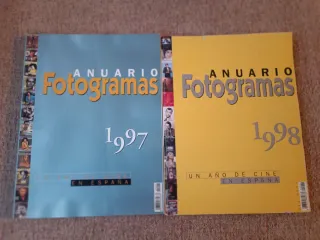 ANUARIO
Fotogramas
1997
EN ESPAÑA
ANUARIO
Fotogramas
1998
UN AÑO DE CINE
EN ESPAÑA